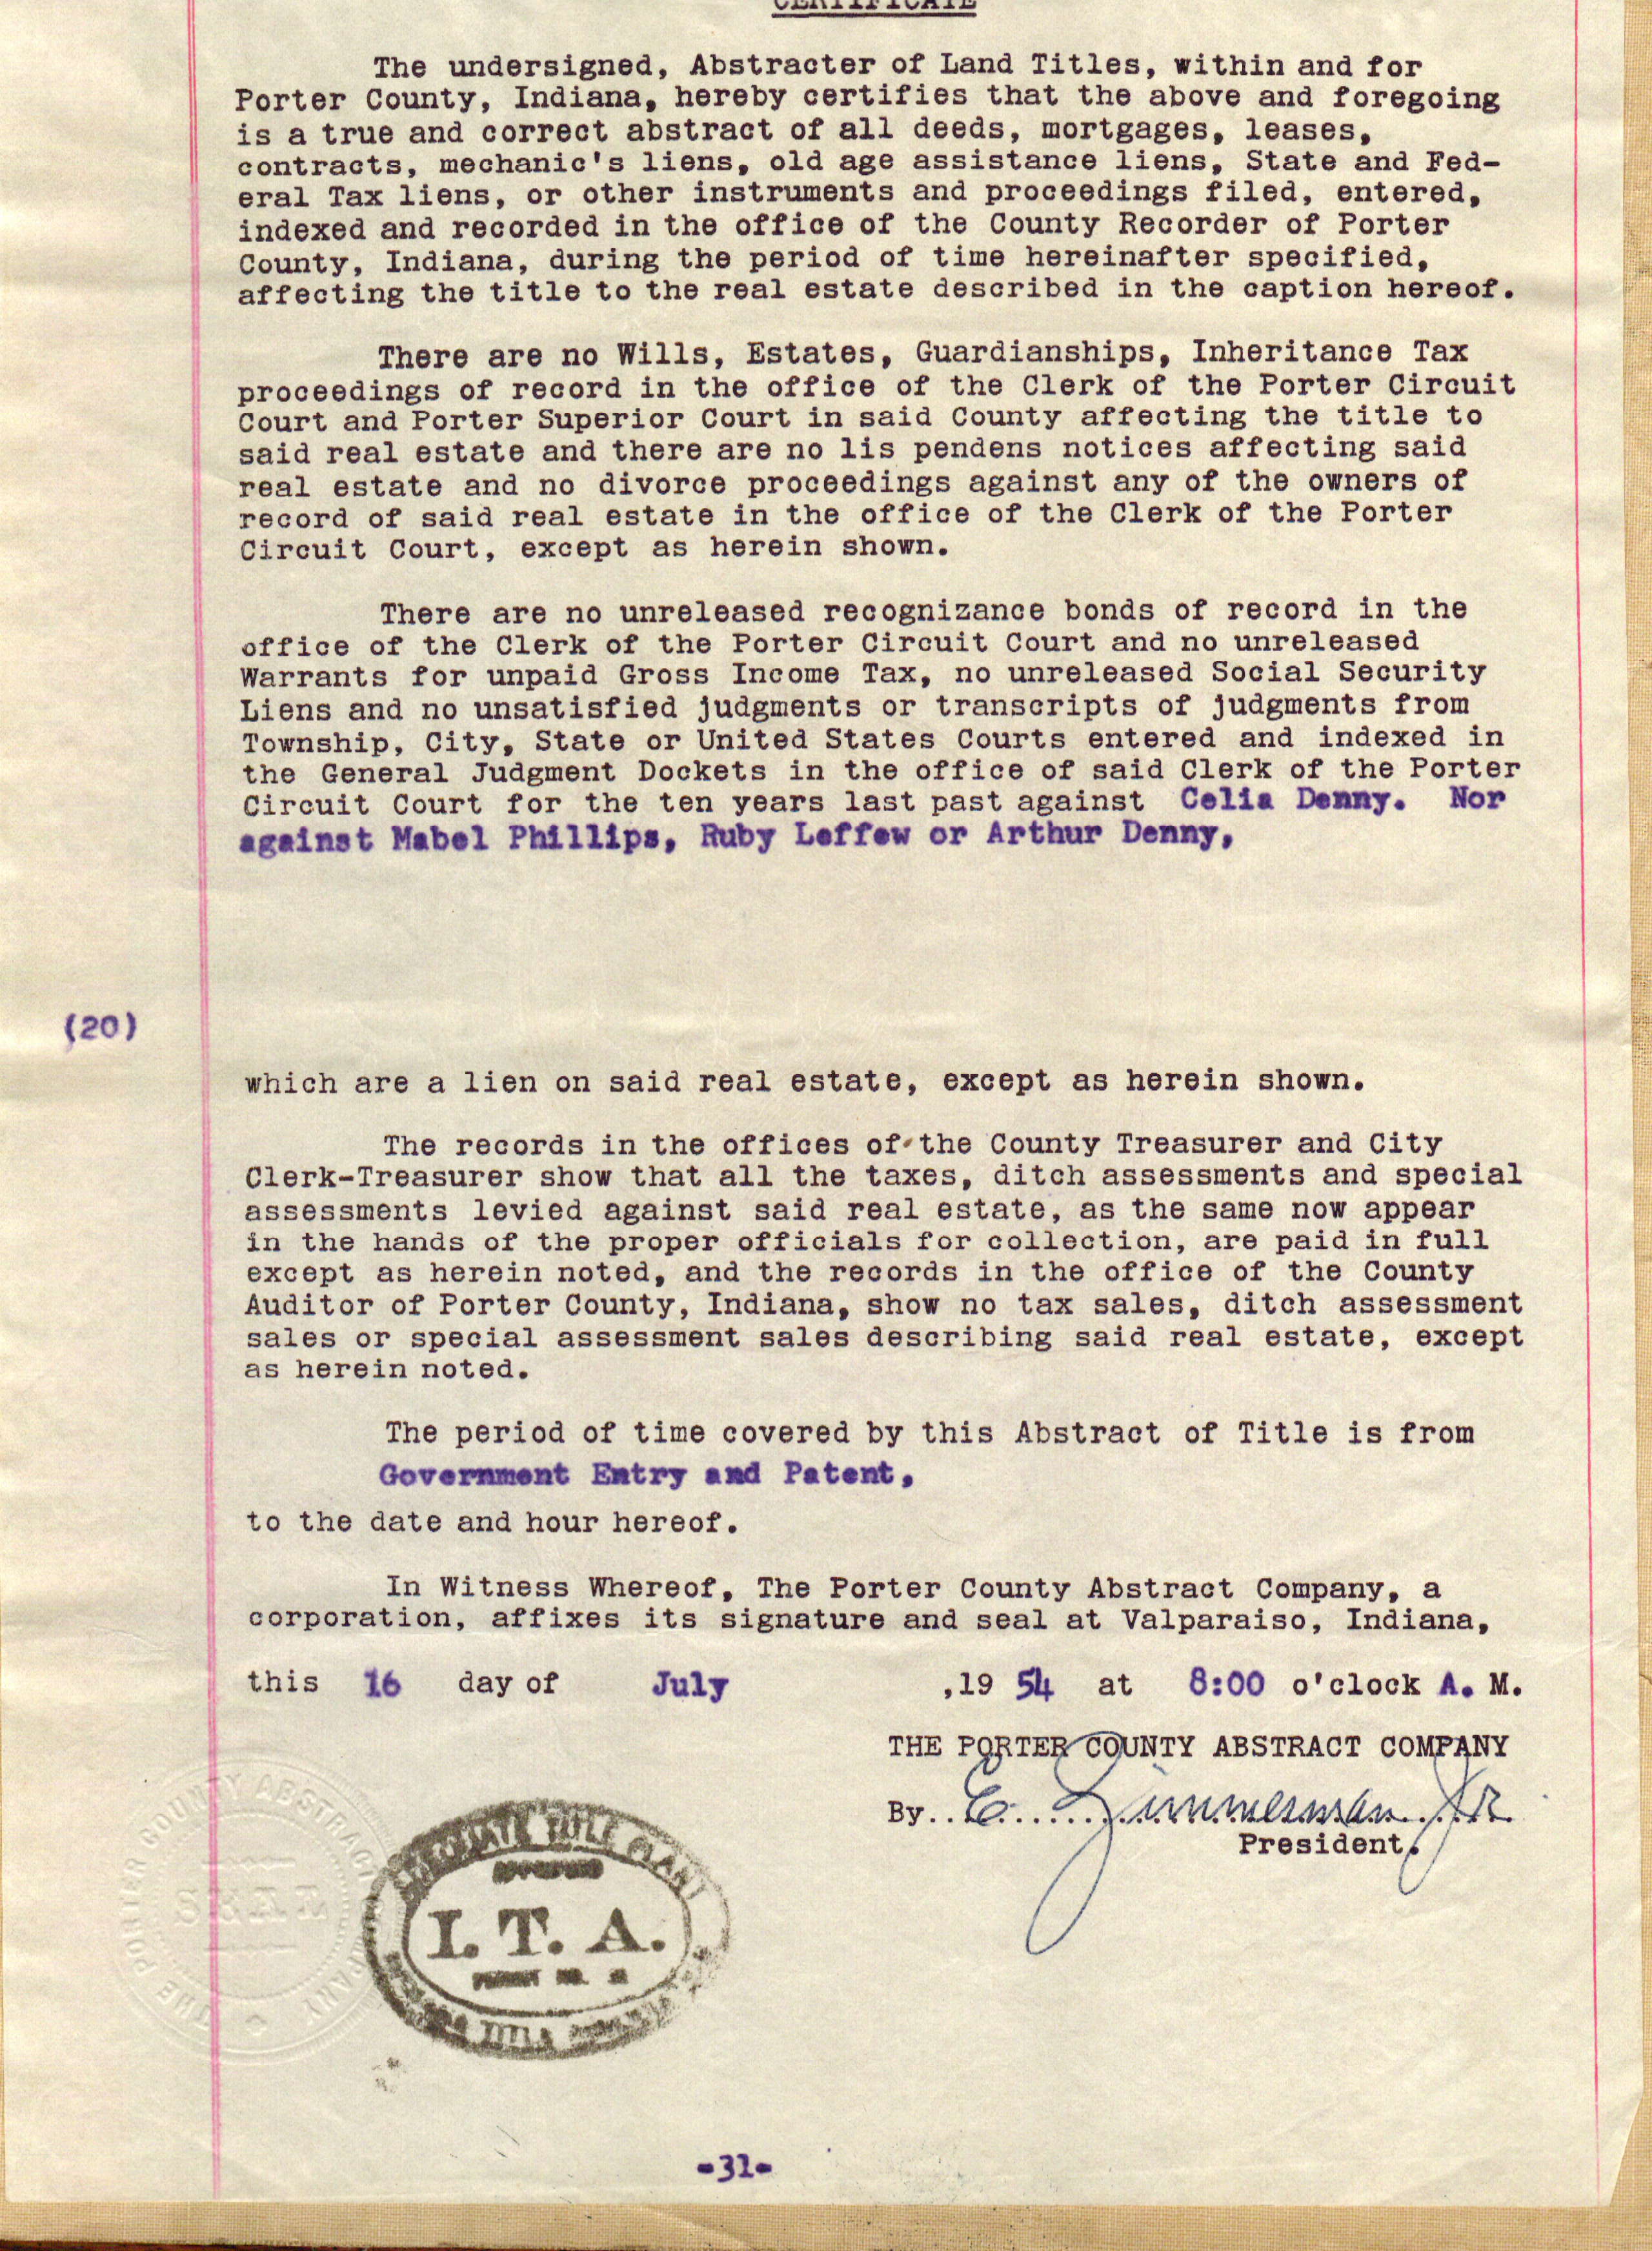 CERTIFICATE
The undersigned, Abstracter of Land Titles, within and for
Porter County, Indiana, hereby certifies that the above and foregoing
is a true and correct abstract of all deeds, mortgages, leases,
contracts, mechanic's liens, old age assistance liens, State and Fed-
eral Tax liens, or other instruments and proceedings filed, entered,
indexed and recorded in the office of the County Recorder of Porter
County, Indiana, during the period of time hereinafter specified,
affecting the title to the real estate described in the caption hereof.
There are no Wills, Estates, Guardianships, Inheritance Tax
proceedings of record in the office of the Clerk of the Porter Circuit
Court and Porter Superior Court in said County affecting the title to
said real estate and there are no lis pendens notices affecting said
real estate and no divorce proceedings against any of the owners of
record of said real estate in the office of the Clerk of the Porter
Circuit Court, except as herein shown.
There are no unreleased recognizance bonds of record in the
office of the Clerk of the Porter Circuit Court and no unreleased
Warrants for unpaid Gross Income Tax, no unreleased Social Security
Liens and no unsatisfied judgments or transcripts of judgments from
Township, City, State or United States Courts entered and indexed in
the General Judgment Dockets in the office of said Clerk of the Porter
Circuit Court for the ten years last past against Celia Denny. Nor
against Mabel Phillips, Ruby Leffew or Arthur Denny,
(20)
which are a lien on said real estate, except as herein shown.
The records in the offices of the County Treasurer and City
Clerk-Treasurer show that all the taxes, ditch assessments and special
assessments levied against said real estate, as the same now appear
in the hands of the proper officials for collection, are paid in full
except as herein noted, and the records in the office of the County
Auditor of Porter County, Indiana, show no tax sales, ditch assessment
sales or special assessment sales describing said real estate, except
as herein noted.
The period of time covered by this Abstract of Title is from
Government Entry and Patent,
to the date and hour hereof.
In Witness Whereof, The Porter County Abstract Company, a
corporation, affixes its signature and seal at Valparaiso, Indiana,
this 16 day of July ,19 54 at 8:00 o'clock A. M.
THE PORTER COUNTY ABSTRACT COMPANY
By.. E. Zimmerman Jr
President
THE PORTER COUNTY ABSTRACT COMPANY
SEAL
TITLE PLANT
I. T. A.
TITLE
-31-